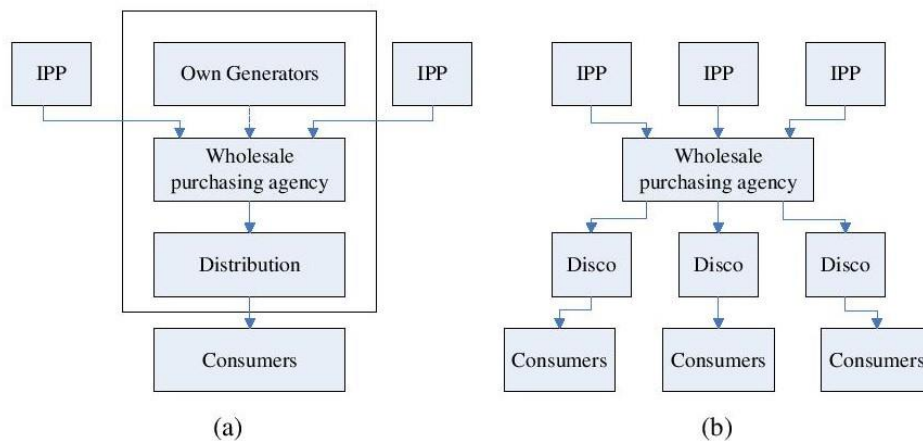 IPP
Own Generators
IPP
Wholesale
purchasing agency
Distribution
Consumers
(a)
IPP
IPP
IPP
Wholesale
purchasing agency
Disco
Disco
Disco
Consumers
Consumers
Consumers
(b)